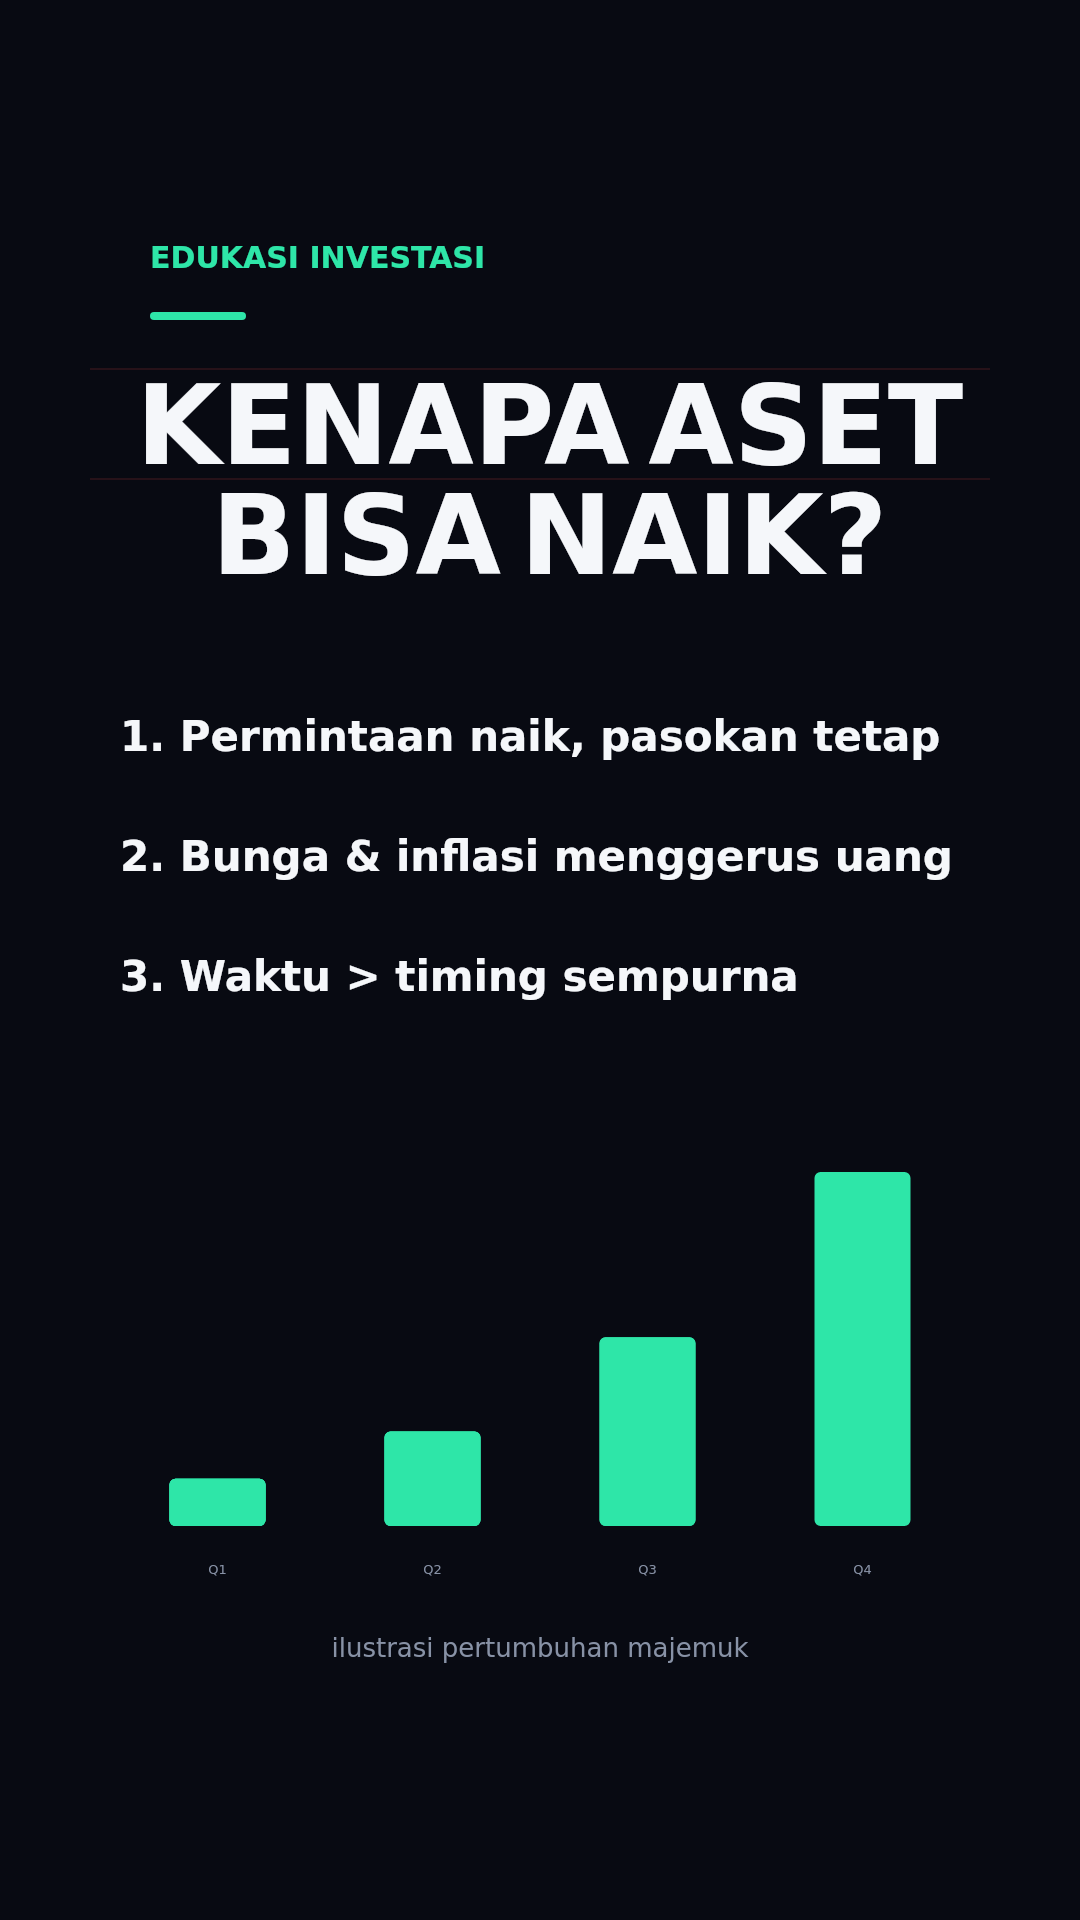 EDUKASI INVESTASI
KENAPA ASET
BISA NAIK?
1. Permintaan naik, pasokan tetap
2. Bunga & inflasi menggerus uang
3. Waktu > timing sempurna
Q1 Q2 Q3 Q4
ilustrasi pertumbuhan majemuk